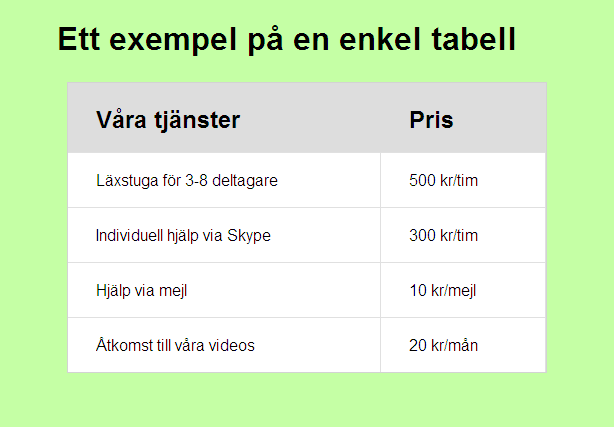 Ett exempel på en enkel tabell
Våra tjänster Pris
Läxstuga för 3-8 deltagare 500 kr/tim
Individuell hjälp via Skype 300 kr/tim
Hjälp via mejl 10 kr/mejl
Åtkomst till våra videos 20 kr/mån